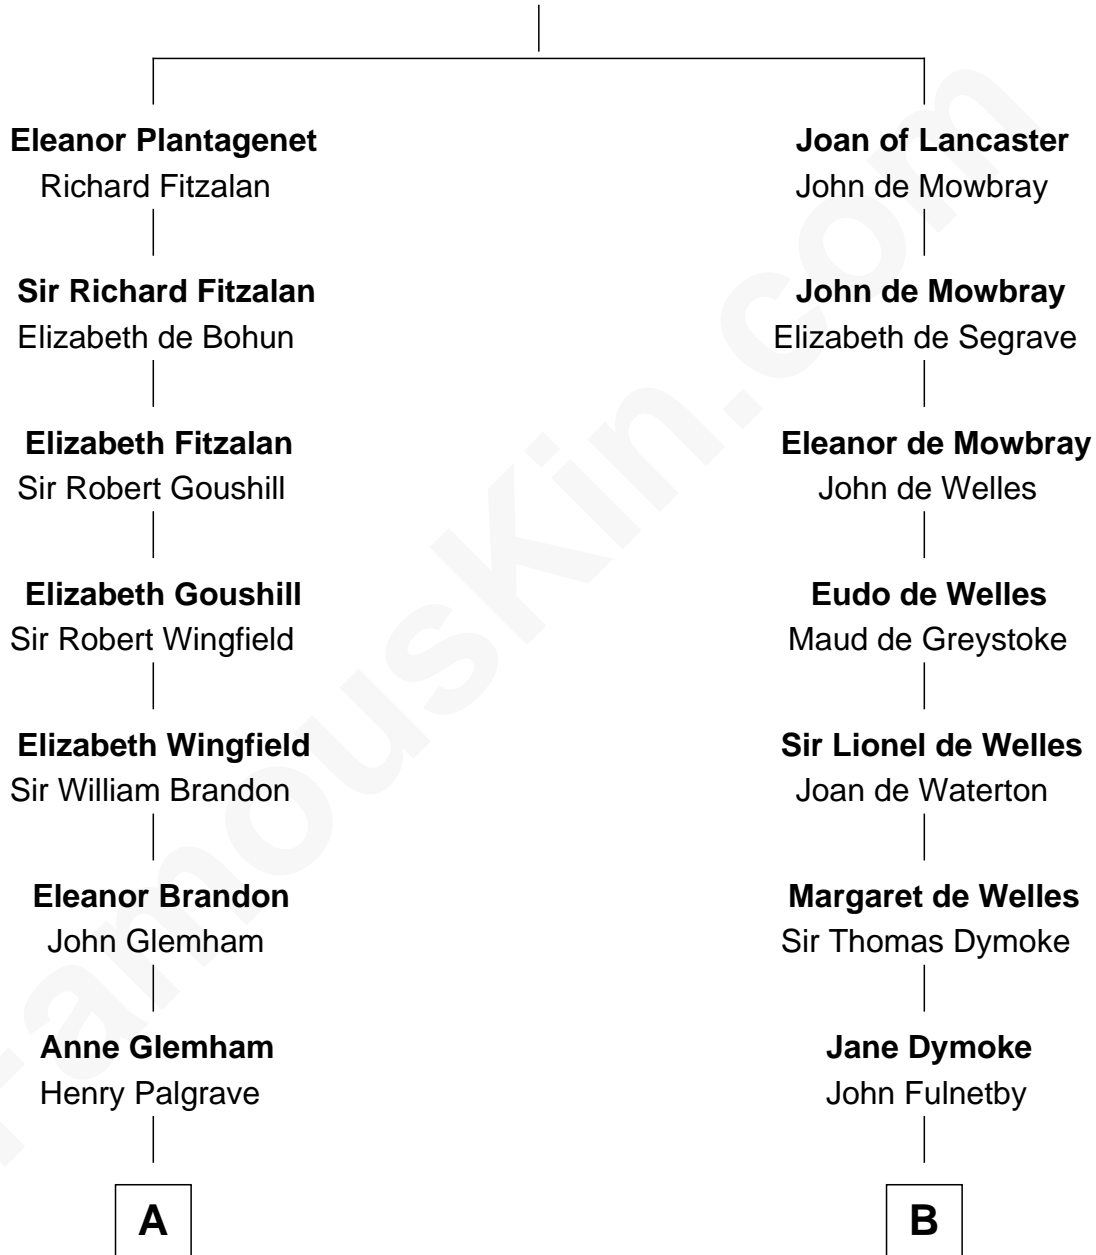 Eleanor Plantagenet
Richard Fitzalan
Sir Richard Fitzalan
Elizabeth de Bohun
Elizabeth Fitzalan
Sir Robert Goushill
Elizabeth Goushill
Sir Robert Wingfield
Elizabeth Wingfield
Sir William Brandon
Eleanor Brandon
John Glemham
Anne Glemham
Henry Palgrave
A
Joan of Lancaster
John de Mowbray
John de Mowbray
Elizabeth de Segrave
Eleanor de Mowbray
John de Welles
Eudo de Welles
Maud de Greystoke
Sir Lionel de Welles
Joan de Waterton
Margaret de Welles
Sir Thomas Dymoke
Jane Dymoke
John Fulnetby
B
FamousKin.com